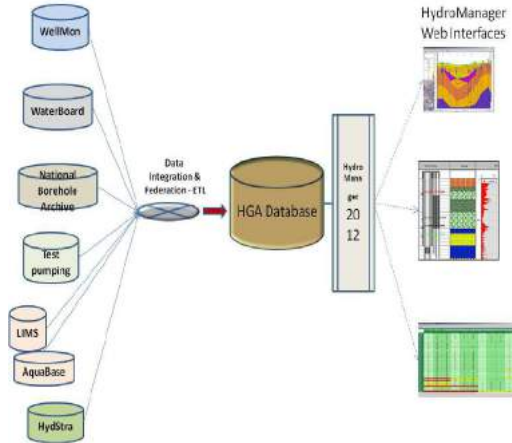 HydroManager
Web Interfaces
WellMon
WaterBoard
National
Borehole
Archive
Test
pumping
LIMS
AquaBase
HydStra
Data
Integration &
Federation - ETL
HGA Database
Hydro
Mana
ger
20
12